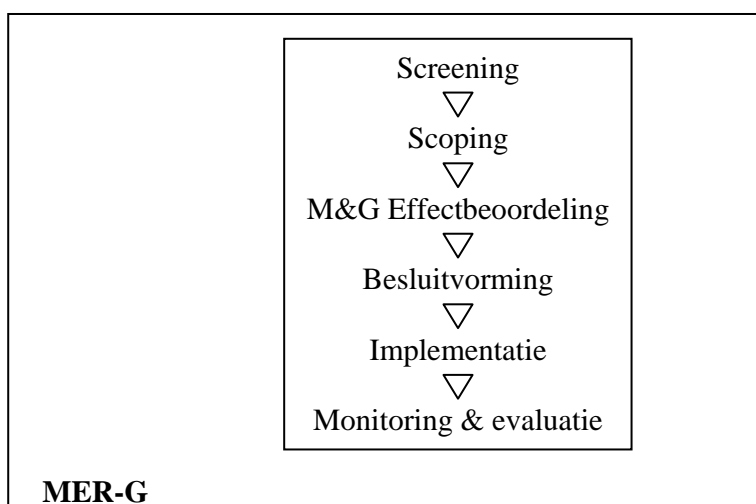 Screening
Scoping
M&G Effectbeoordeling
Besluitvorming
Implementatie
Monitoring & evaluatie
MER-G